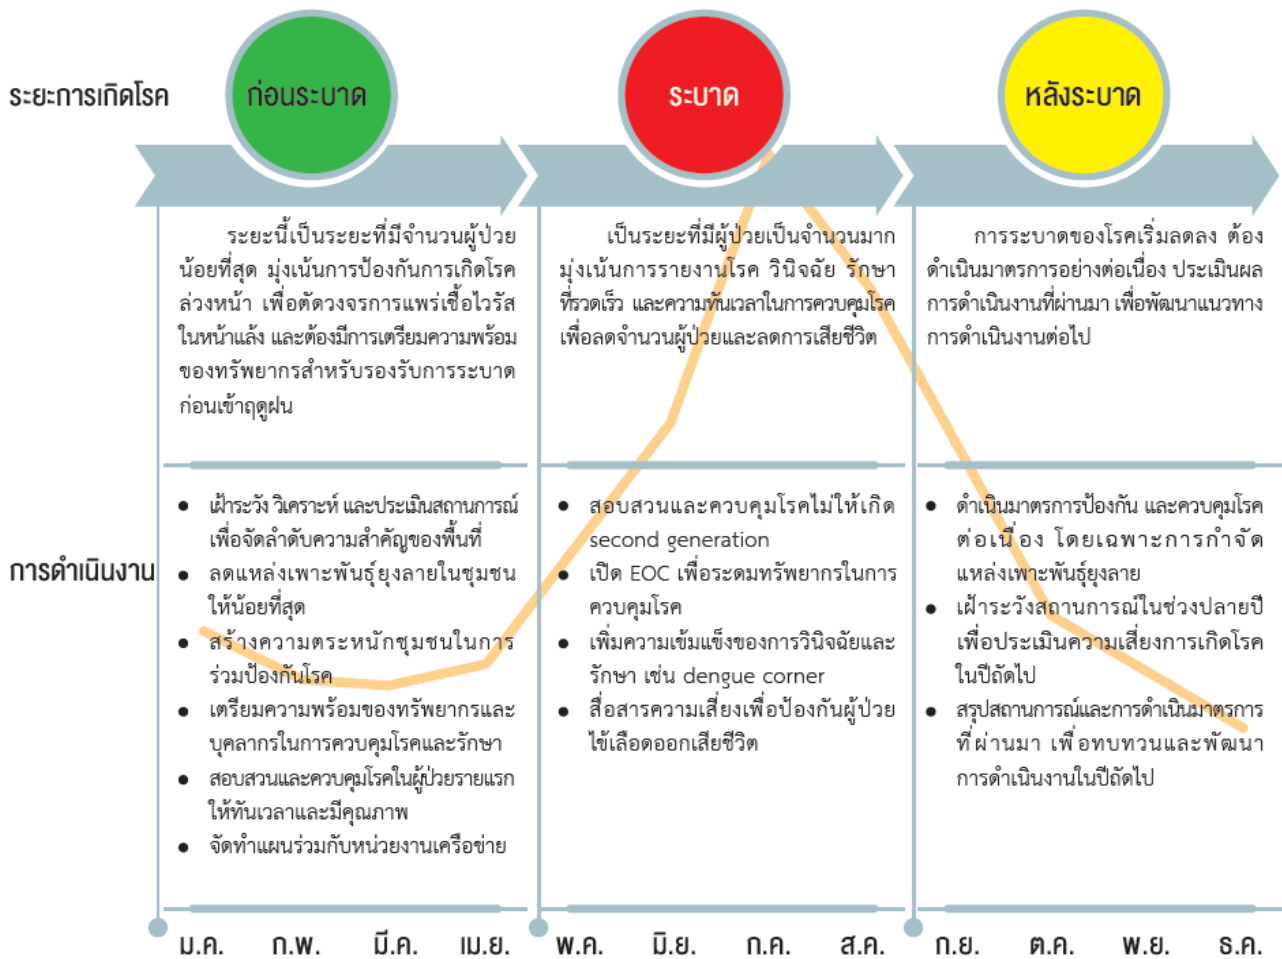 ระยะการเกิดโรค
ก่อนระบาด
ระบาด
หลังระบาด
ระยะนี้เป็นระยะที่มีจำนวนผู้ป่วย
น้อยที่สุด มุ่งเน้นการป้องกันการเกิดโรค
ล่วงหน้า เพื่อตัดวงจรการแพร่เชื้อไวรัส
ในหน้าแล้ง และต้องมีการเตรียมความพร้อม
ของทรัพยากรสำหรับรองรับการระบาด
ก่อนเข้าฤดูฝน
เป็นระยะที่มีผู้ป่วยเป็นจำนวนมาก
มุ่งเน้นการรายงานโรค วินิจฉัย รักษา
ที่รวดเร็ว และความทันเวลาในการควบคุมโรค
เพื่อลดจำนวนผู้ป่วยและลดการเสียชีวิต
การระบาดของโรคเริ่มลดลง ต้อง
ดำเนินมาตรการอย่างต่อเนื่อง ประเมินผล
การดำเนินงานที่ผ่านมา เพื่อพัฒนาแนวทาง
การดำเนินงานต่อไป
การดำเนินงาน
● เฝ้าระวัง วิเคราะห์ และประเมินสถานการณ์
เพื่อจัดลำดับความสำคัญของพื้นที่
● ลดแหล่งเพาะพันธุ์ยุงลายในชุมชน
ให้น้อยที่สุด
● สร้างความตระหนักชุมชนในการ
ร่วมป้องกันโรค
● เตรียมความพร้อมของทรัพยากรและ
บุคลากรในการควบคุมโรคและรักษา
● สอบสวนและควบคุมโรคในผู้ป่วยรายแรก
ให้ทันเวลาและมีคุณภาพ
● จัดทำแผนร่วมกับหน่วยงานเครือข่าย
● สอบสวนและควบคุมโรคไม่ให้เกิด
second generation
● เปิด EOC เพื่อระดมทรัพยากรในการ
ควบคุมโรค
● เพิ่มความเข้มแข็งของการวินิจฉัยและ
รักษา เช่น dengue corner
● สื่อสารความเสี่ยงเพื่อป้องกันผู้ป่วย
ไข้เลือดออกเสียชีวิต
● ดำเนินมาตรการป้องกัน และควบคุมโรค
ต่อเนื่อง โดยเฉพาะการกำจัด
แหล่งเพาะพันธุ์ยุงลาย
● เฝ้าระวังสถานการณ์ในช่วงปลายปี
เพื่อประเมินความเสี่ยงการเกิดโรค
ในปีถัดไป
● สรุปสถานการณ์และการดำเนินมาตรการ
ที่ผ่านมา เพื่อทบทวนและพัฒนา
การดำเนินงานในปีถัดไป
ม.ค. ก.พ. มี.ค. เม.ย. พ.ค. มิ.ย. ก.ค. ส.ค. ก.ย. ต.ค. พ.ย. ธ.ค.